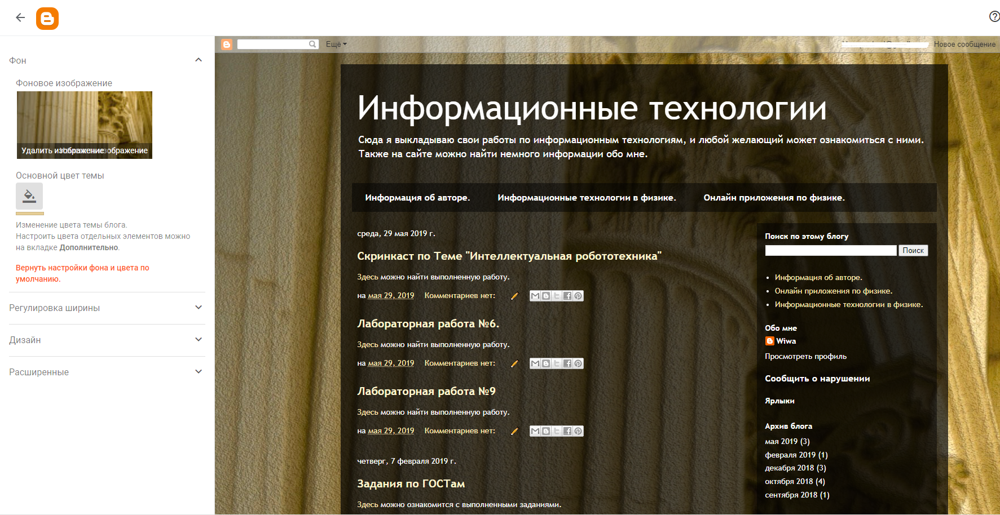 Ещё
Новое сообщение
Фон
Фоновое изображение
Удалить изображение
Основной цвет темы
Изменение цвета темы блога.
Настроить цвета отдельных элементов можно
на вкладке Дополнительно.
Вернуть настройки фона и цвета по
умолчанию.
Регулировка ширины
Дизайн
Расширенные
Информационные технологии
Сюда я выкладываю свои работы по информационным технологиям, и любой желающий может ознакомиться с ними.
Также на сайте можно найти немного информации обо мне.
Информация об авторе. Информационные технологии в физике. Онлайн приложения по физике.
среда, 29 мая 2019 г.
Скринкаст по Теме "Интеллектуальная робототехника"
Здесь можно найти выполненную работу.
на мая 29, 2019 Комментариев нет:
Лабораторная работа №6.
Здесь можно найти выполненную работу.
на мая 29, 2019 Комментариев нет:
Лабораторная работа №9
Здесь можно найти выполненную работу.
на мая 29, 2019 Комментариев нет:
четверг, 7 февраля 2019 г.
Задания по ГОСТам
Здесь можно ознакомится с выполненными заданиями.
Поиск по этому блогу
Поиск
Информация об авторе.
Онлайн приложения по физике.
Информационные технологии в физике.
Обо мне
Wiwa
Просмотреть профиль
Сообщить о нарушении
Ярлыки
Архив блога
мая 2019 (3)
февраля 2019 (1)
декабря 2018 (3)
октября 2018 (4)
сентября 2018 (1)